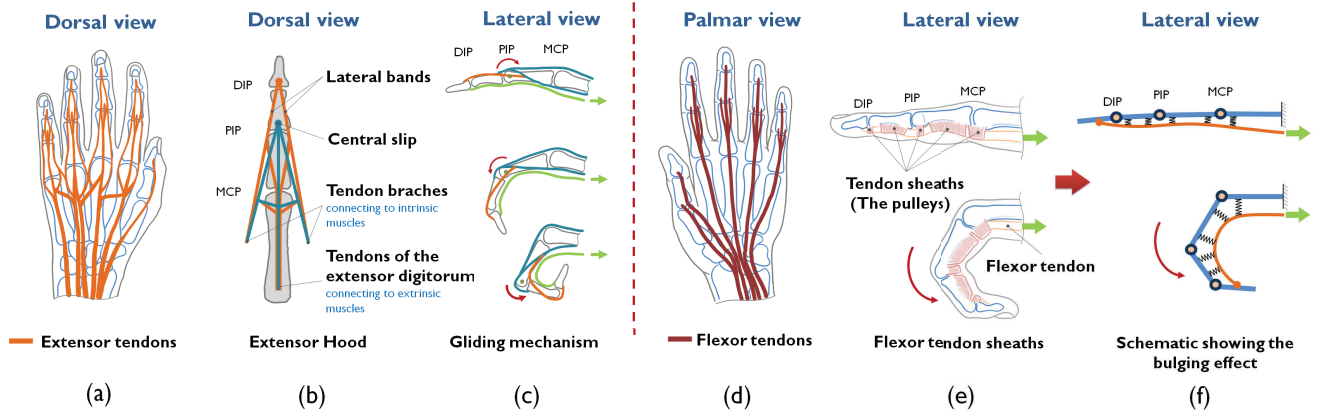 Dorsal view
Extensor tendons
(a)
Dorsal view
DIP
PIP
MCP
Lateral bands
Central slip
Tendon braches
connecting to intrinsic
muscles
Tendons of the
extensor digitorum
connecting to extrinsic
muscles
Extensor Hood
(b)
Lateral view
DIP
PIP
MCP
Gliding mechanism
(c)
Palmar view
Flexor tendons
(d)
Lateral view
DIP
PIP
MCP
Tendon sheaths
(The pulleys)
Flexor tendon
Flexor tendon sheaths
(e)
Lateral view
DIP
PIP
MCP
Schematic showing the
bulging effect
(f)